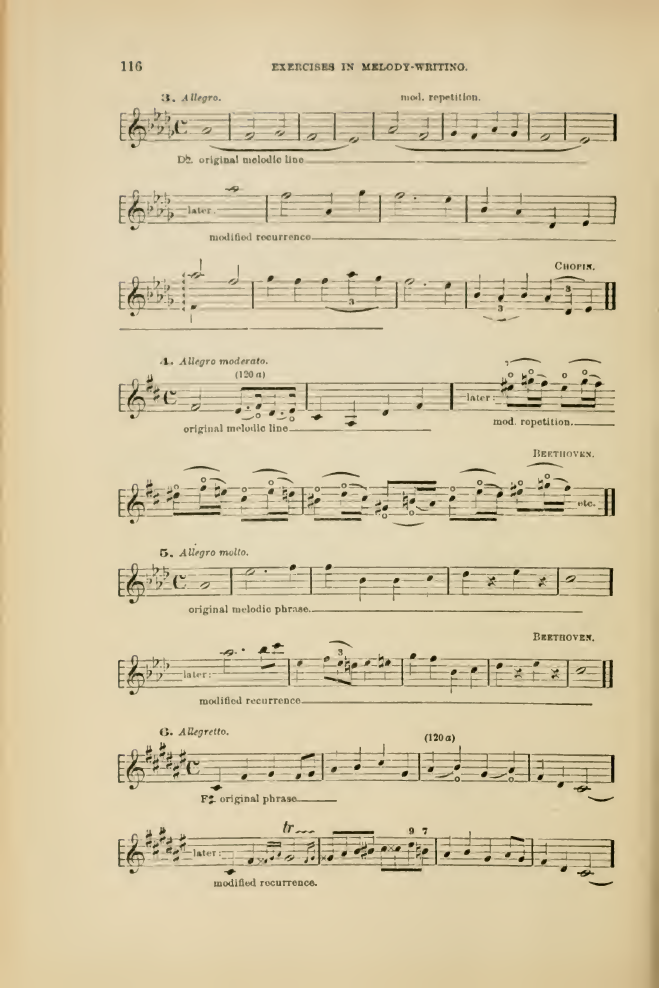 116 EXERCISES IN MELODY-WRITING.
3. Allegro. mod. repetition.
D♭. original melodic line
later.
modified recurrence
CHOPIN.
3 3 3
4. Allegro moderato.
(120 a)
later:
original melodic line mod. repetition.
BEETHOVEN.
etc.
5. Allegro molto.
original melodic phrase.
BEETHOVEN.
3
later:
modified recurrence
6. Allegretto.
(120 a)
F♯. original phrase
tr 9 7
later:
modified recurrence.